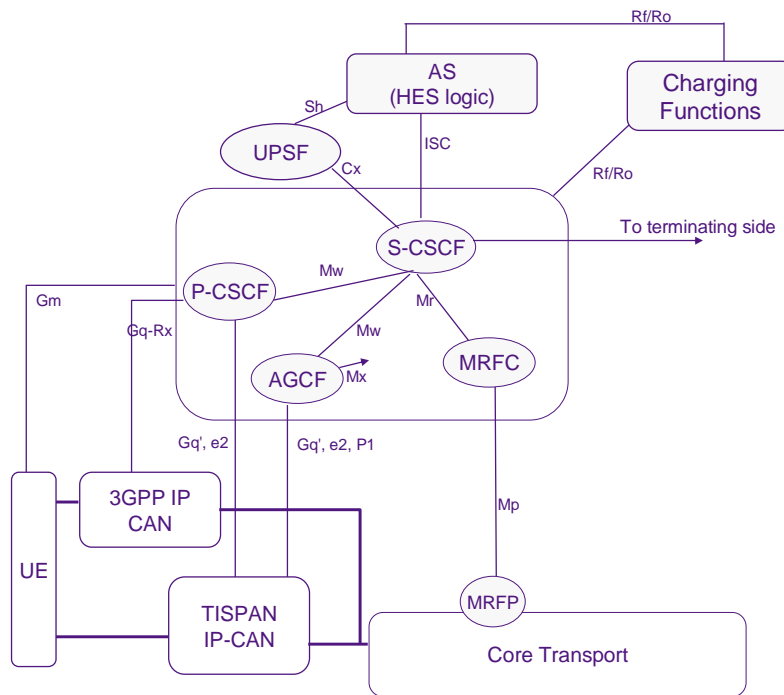 Rf/Ro
AS
(HES logic)
Charging
Functions
Sh
ISC
UPSF
Cx
Rf/Ro
To terminating side
S-CSCF
Mw
P-CSCF
Gm
Mr
Gq-Rx
Mw
MRFC
AGCF
Mx
Gq', e2
Gq', e2, P1
3GPP IP
CAN
Mp
UE
TISPAN
IP-CAN
MRFP
Core Transport